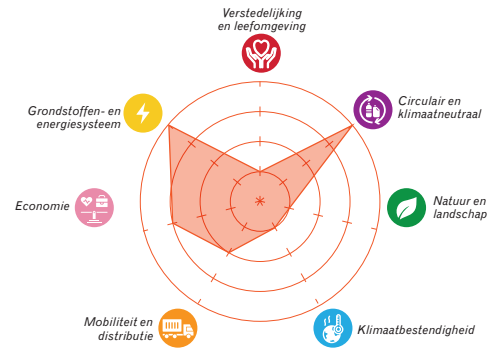 Verstedelijking
en leefomgeving
Grondstoffen- en
energiesysteem
Circulair en
klimaatneutraal
Economie
Natuur en
landschap
Mobiliteit en
distributie
Klimaatbestendigheid